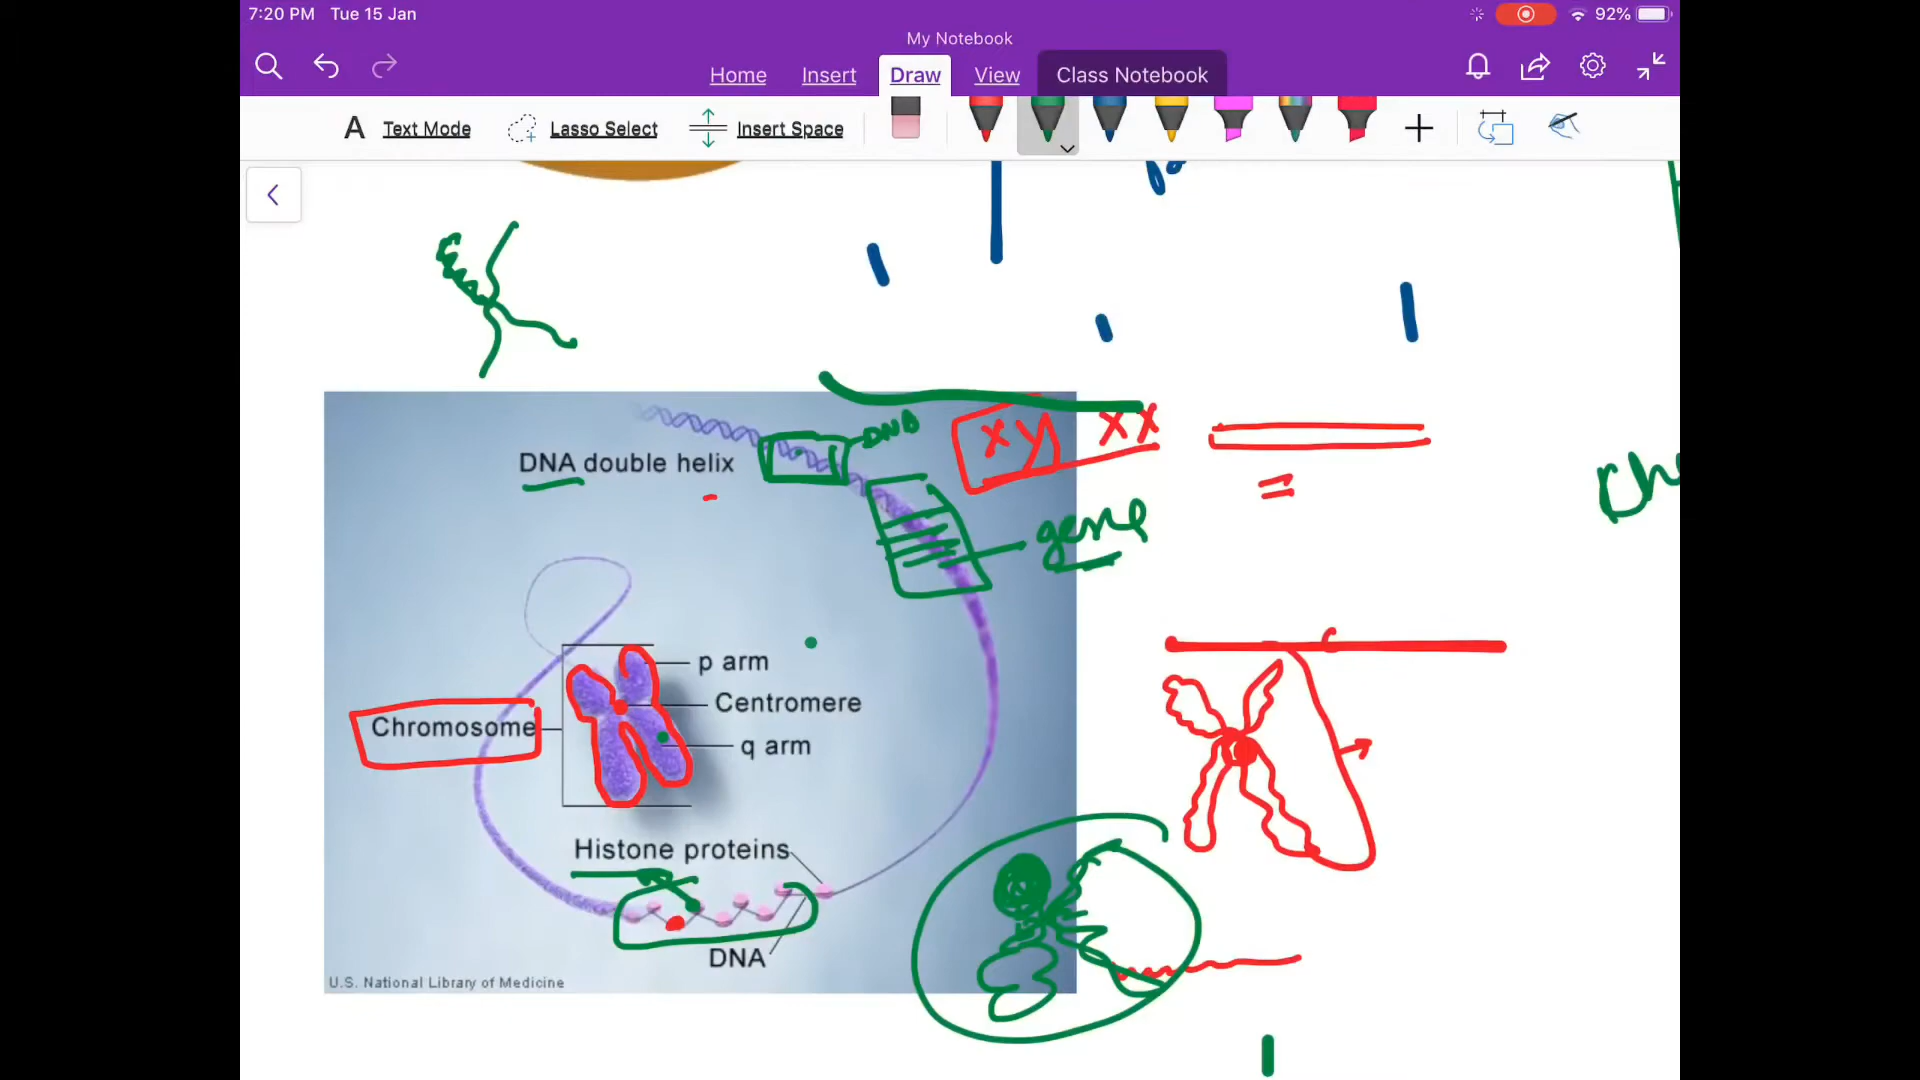 7:20 PM Tue 15 Jan
92%
My Notebook
Home Insert Draw View Class Notebook
A Text Mode Lasso Select Insert Space
DNA double helix
DNA
xy xx
gene
Che
p arm
Centromere
Chromosome
q arm
Histone proteins
DNA
U.S. National Library of Medicine